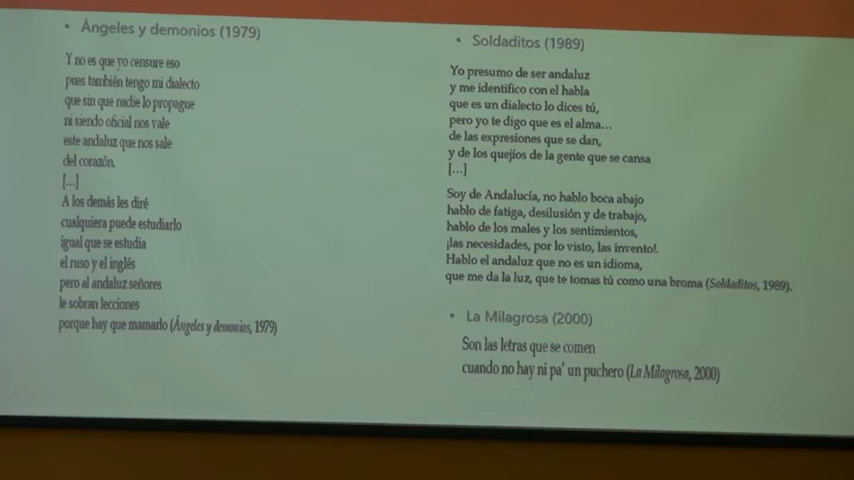 • Ángeles y demonios (1979)
Y no es que yo censure eso
pues también tengo mi dialecto
que sin que nadie lo propague
ni siendo oficial nos vale
este andaluz que nos sale
del corazón.
[...]
A los demás les diré
cualquiera puede estudiarlo
igual que se estudia
el ruso y el inglés
pero al andaluz señores
le sobran lecciones
porque hay que mamarlo (Ángeles y demonios, 1979)
• Soldaditos (1989)
Yo presumo de ser andaluz
y me identifico con el habla
que es un dialecto lo dices tú,
pero yo te digo que es el alma...
de las expresiones que se dan,
y de los quejíos de la gente que se cansa
[...]
Soy de Andalucía, no hablo boca abajo
hablo de fatiga, desilusión y de trabajo,
hablo de los males y los sentimientos,
¡las necesidades, por lo visto, las invento!.
Hablo el andaluz que no es un idioma,
que me da la luz, que te tomas tú como una broma (Soldaditos, 1989).
• La Milagrosa (2000)
Son las letras que se comen
cuando no hay ni pa' un puchero (La Milagrosa, 2000)